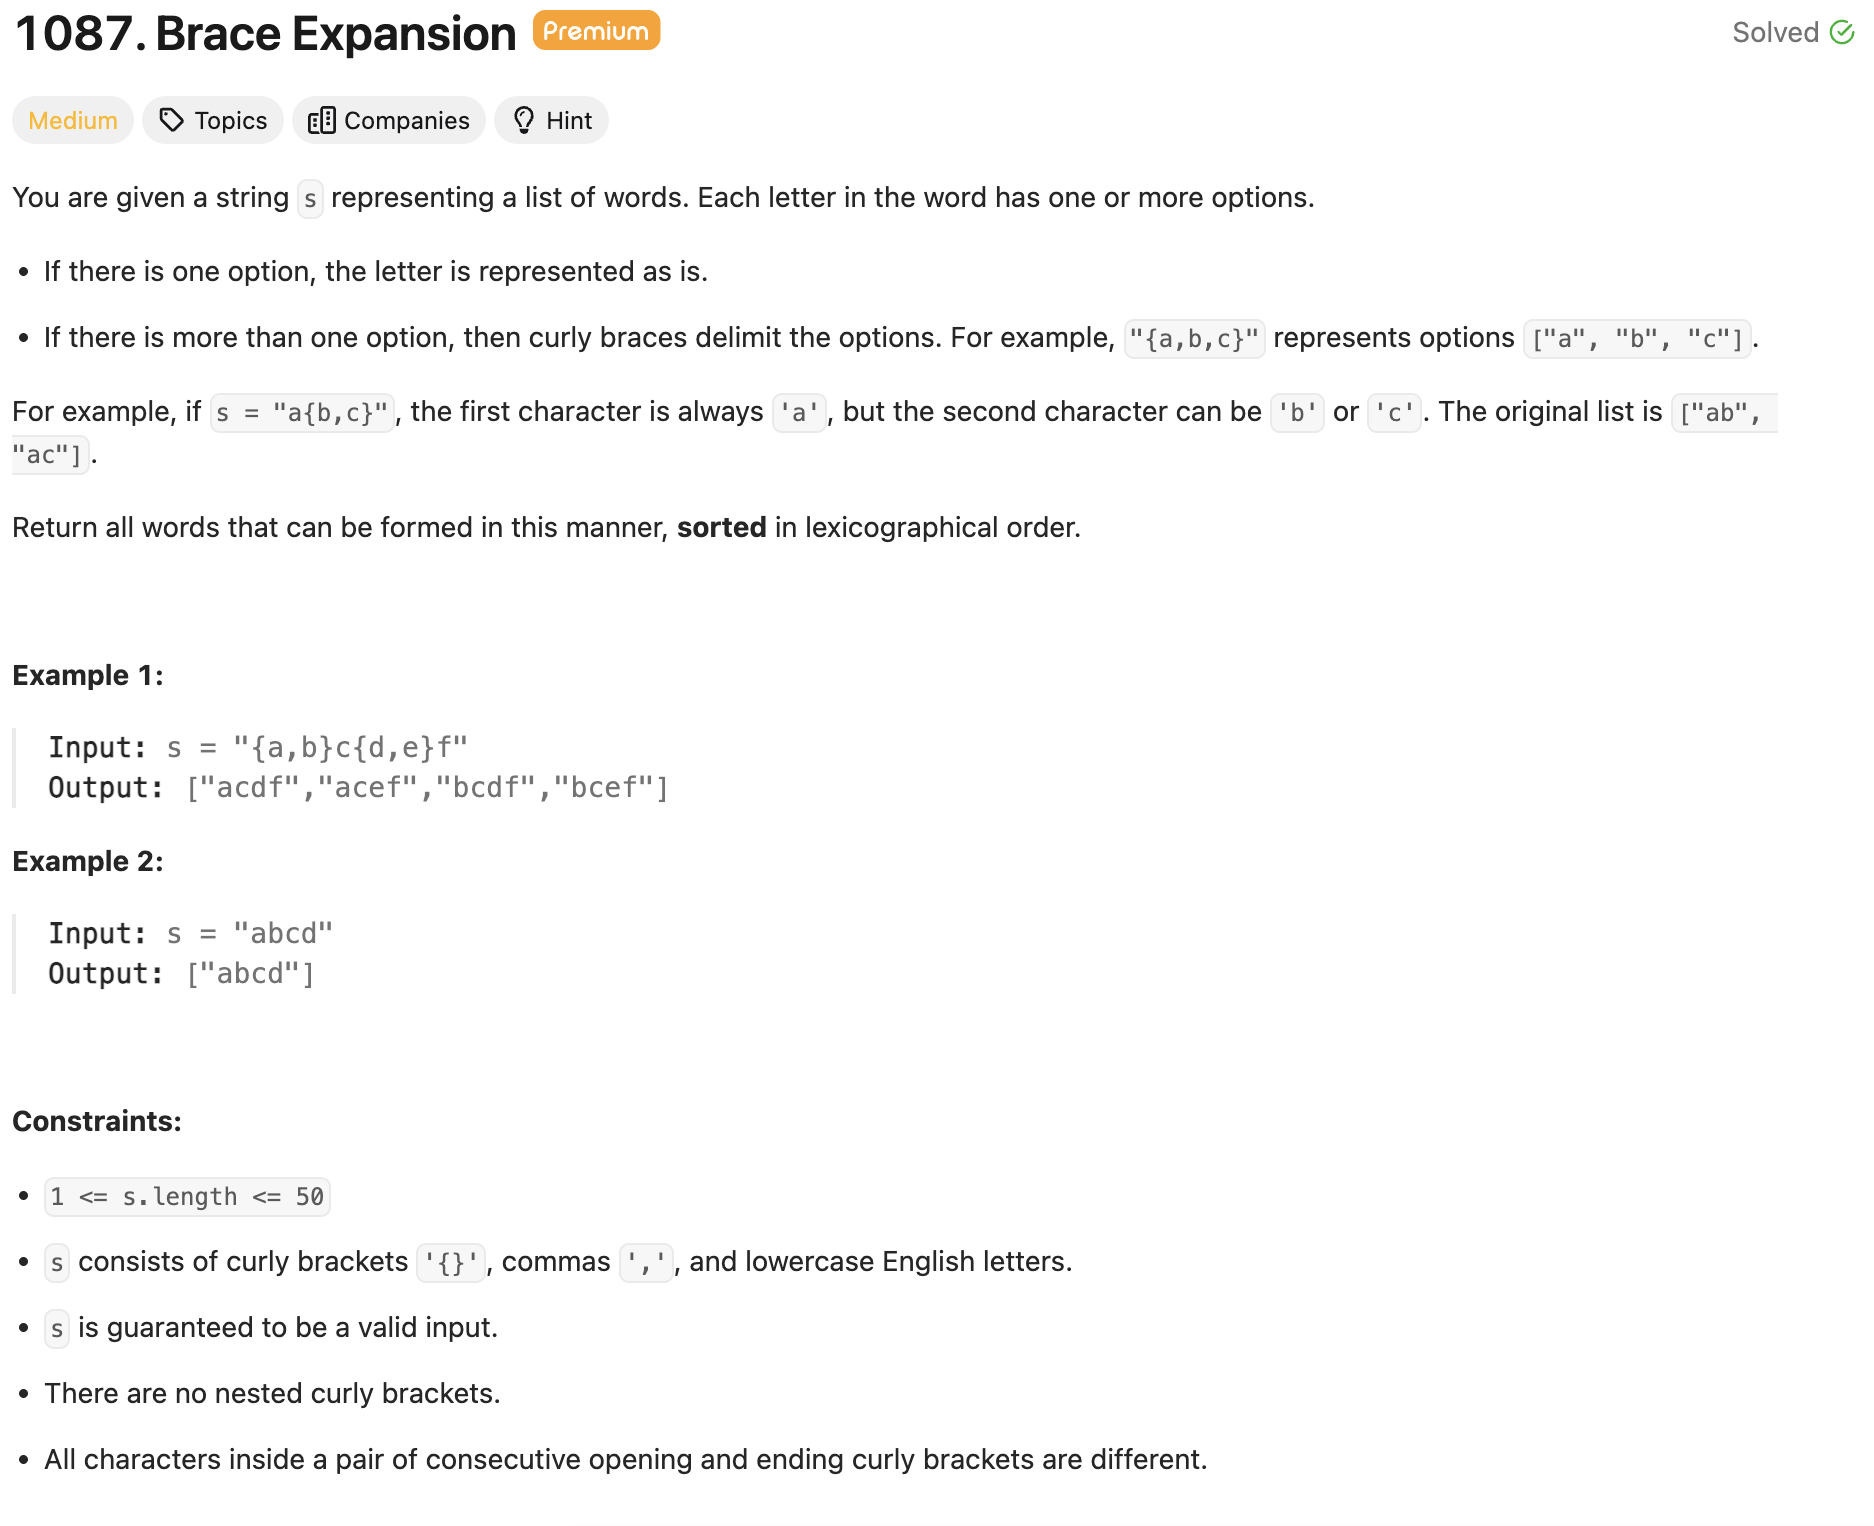 1087. Brace Expansion Premium Solved
Medium Topics Companies Hint
You are given a string s representing a list of words. Each letter in the word has one or more options.
• If there is one option, the letter is represented as is.
• If there is more than one option, then curly braces delimit the options. For example, "{a,b,c}" represents options ["a", "b", "c"].
For example, if s = "a{b,c}", the first character is always 'a', but the second character can be 'b' or 'c'. The original list is ["ab",
"ac"].
Return all words that can be formed in this manner, sorted in lexicographical order.
Example 1:
Input: s = "{a,b}c{d,e}f"
Output: ["acdf","acef","bcdf","bcef"]
Example 2:
Input: s = "abcd"
Output: ["abcd"]
Constraints:
• 1 <= s.length <= 50
• s consists of curly brackets '{}', commas ',', and lowercase English letters.
• s is guaranteed to be a valid input.
• There are no nested curly brackets.
• All characters inside a pair of consecutive opening and ending curly brackets are different.